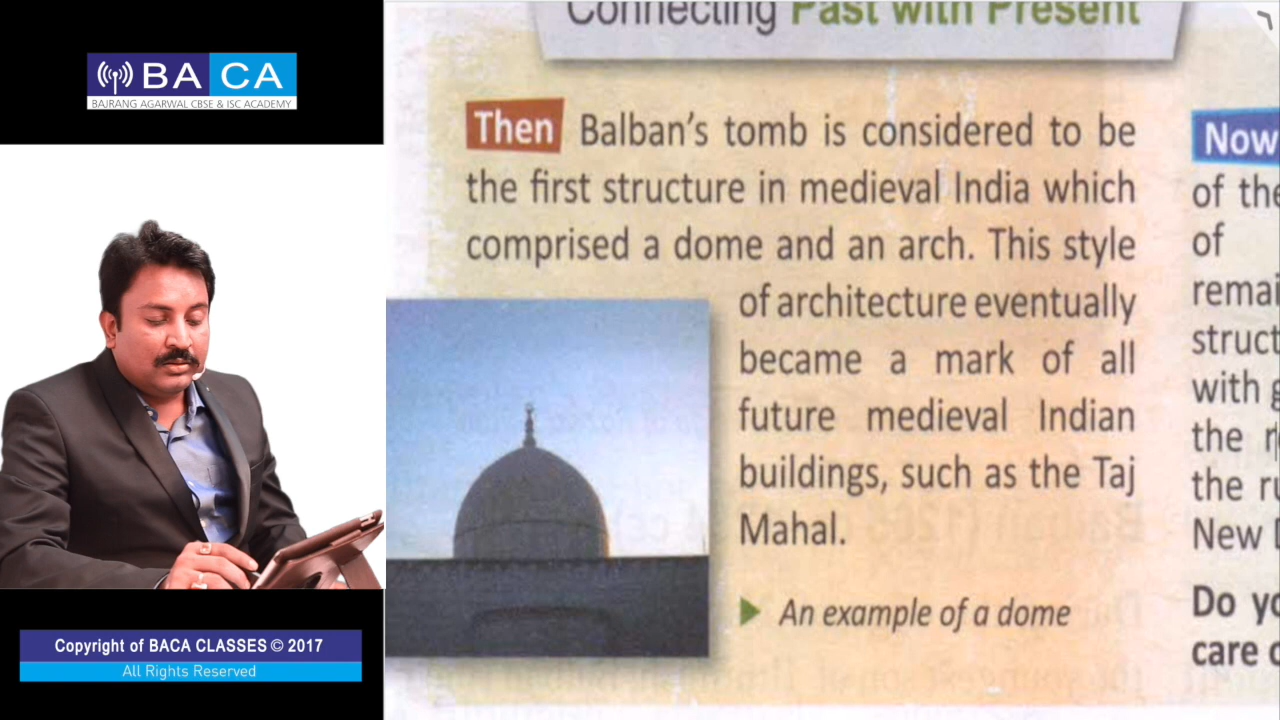 BACA
BAJRANG AGARWAL CBSE & ISC ACADEMY
Copyright of BACA CLASSES © 2017
All Rights Reserved
Connecting Past with Present
Then Balban's tomb is considered to be
the first structure in medieval India which
comprised a dome and an arch. This style
of architecture eventually
became a mark of all
future medieval Indian
buildings, such as the Taj
Mahal.
An example of a dome
Now
of the
of
struct
with
the
the
New
Do
care